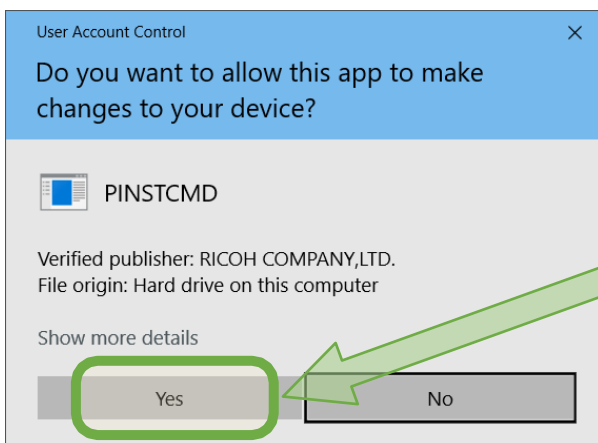 User Account Control
Do you want to allow this app to make
changes to your device?
PINSTCMD
Verified publisher: RICOH COMPANY,LTD.
File origin: Hard drive on this computer
Show more details
Yes
No